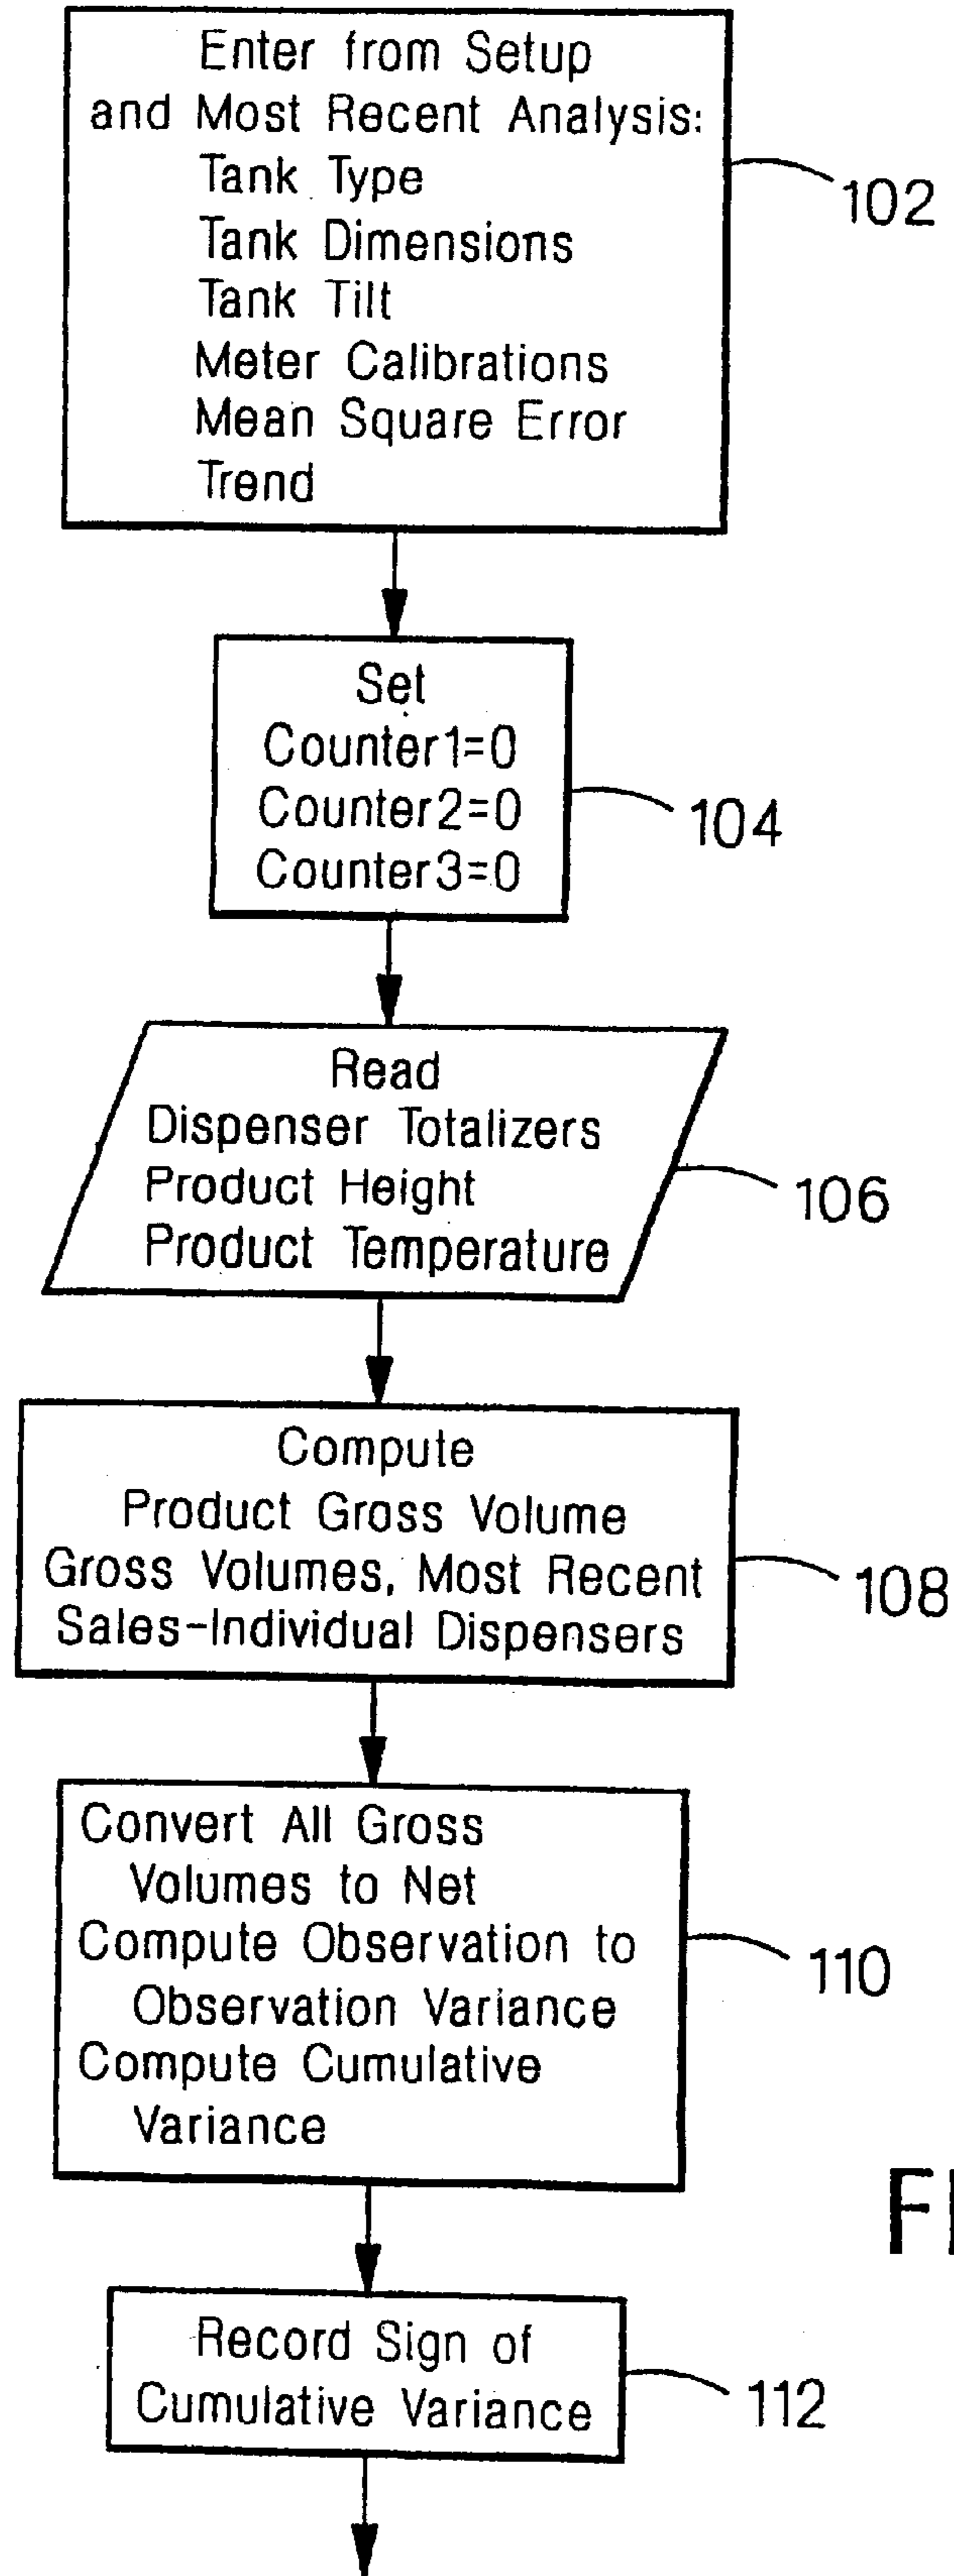 Enter from Setup
and Most Recent Analysis:
Tank Type
Tank Dimensions
Tank Tilt
Meter Calibrations
Mean Square Error
Trend
102
Set
Counter1=0
Counter2=0
Counter3=0
104
Read
Dispenser Totalizers
Product Height
Product Temperature
106
Compute
Product Gross Volume
Gross Volumes, Most Recent
Sales-Individual Dispensers
108
Convert All Gross
Volumes to Net
Compute Observation to
Observation Variance
Compute Cumulative
Variance
110
Record Sign of
Cumulative Variance
112